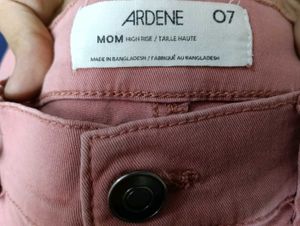 ARDENE 07
MOM HIGH RISE / TAILLE HAUTE
MADE IN BANGLADESH / FABRIQUÉ AU BANGLADESH